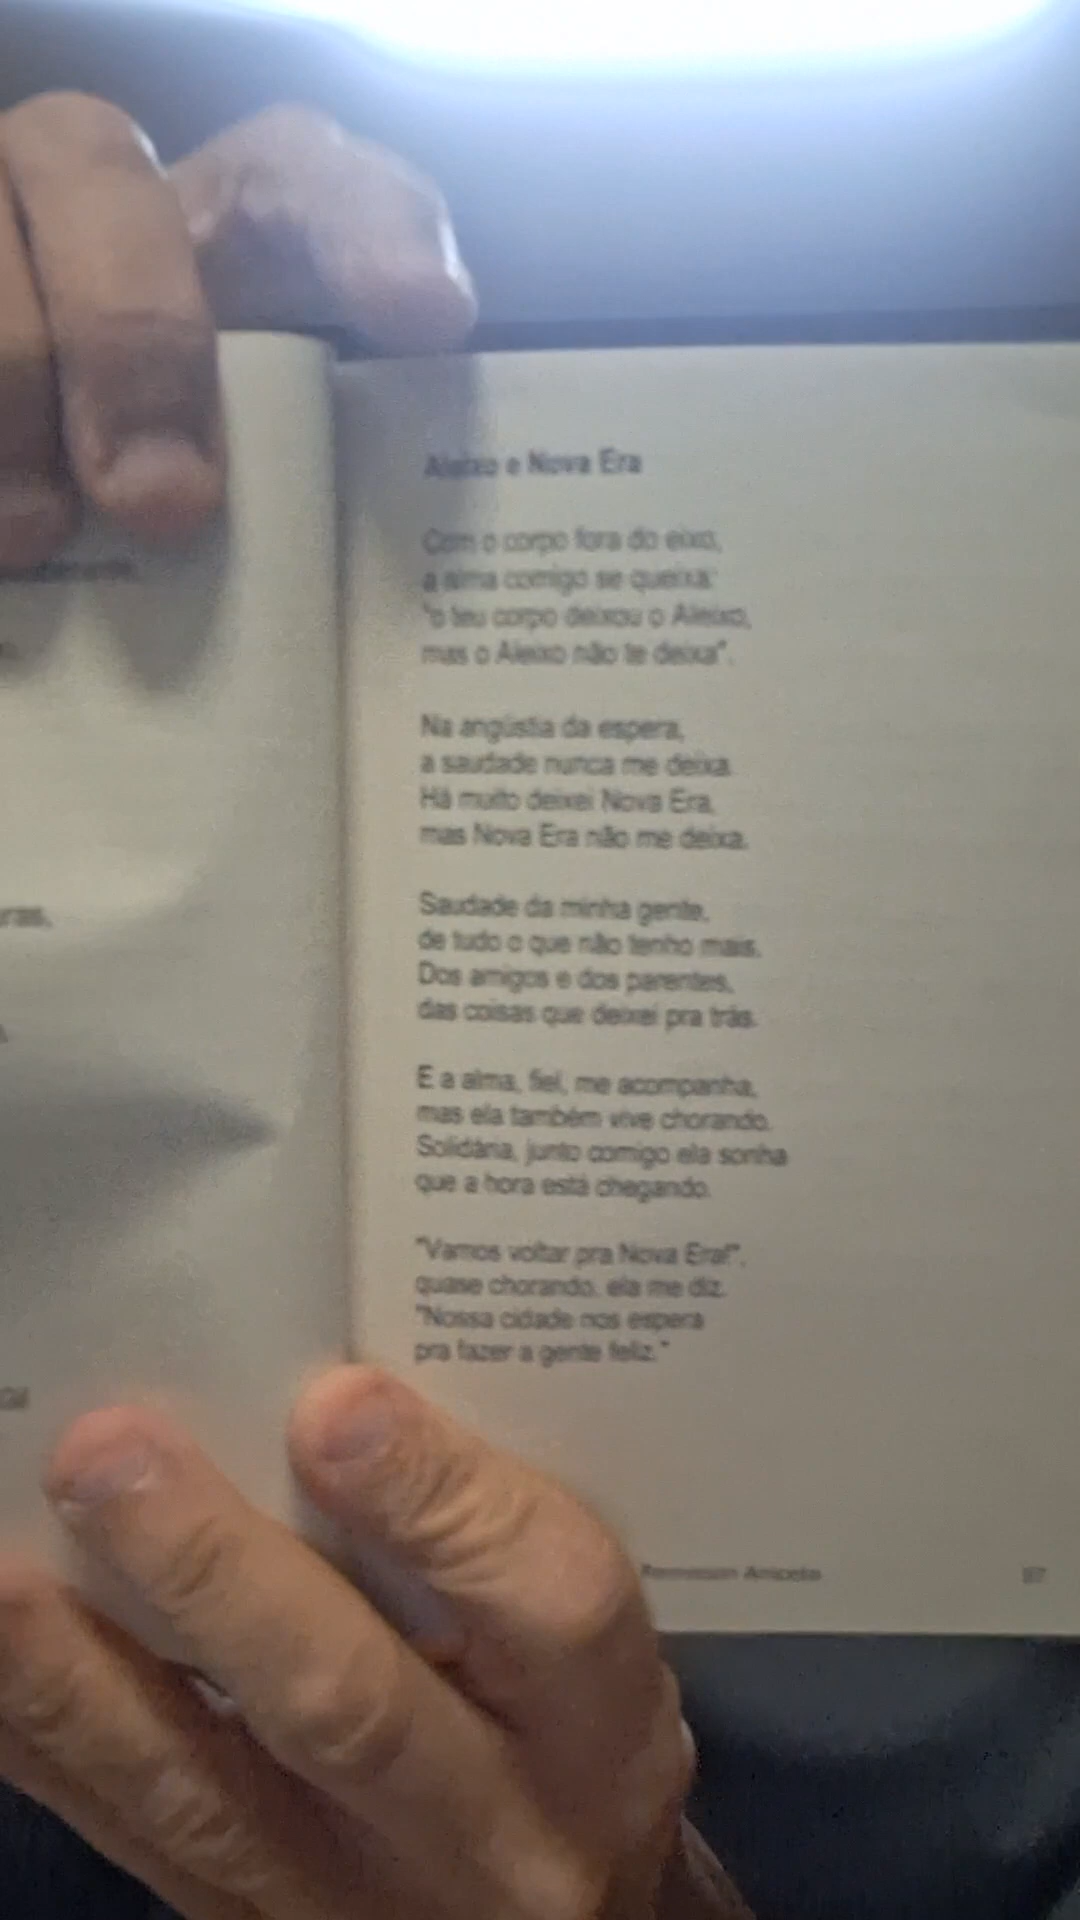 Aleixo e Nova Era
Com o corpo fora do eixo,
a alma comigo se queixa:
"o teu corpo deixou o Aleixo,
mas o Aleixo não te deixa".
Na angústia da espera,
a saudade nunca me deixa.
Há muito deixei Nova Era,
mas Nova Era não me deixa.
Saudade da minha gente,
de tudo o que não tenho mais.
Dos amigos e dos parentes,
das coisas que deixei pra trás.
E a alma, fiel, me acompanha,
mas ela também vive chorando.
Solidária, junto comigo ela sonha
que a hora está chegando.
"Vamos voltar pra Nova Era!",
quase chorando, ela me diz.
"Nossa cidade nos espera
pra fazer a gente feliz."
Aniceto